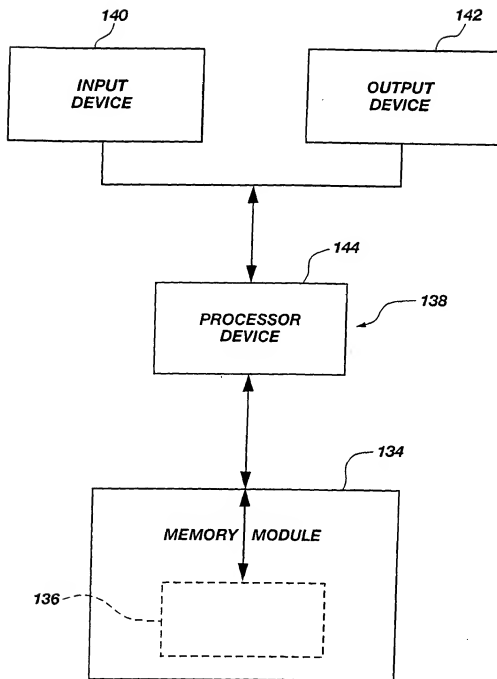 140
142
INPUT
DEVICE
OUTPUT
DEVICE
144
PROCESSOR
DEVICE
138
134
MEMORY MODULE
136